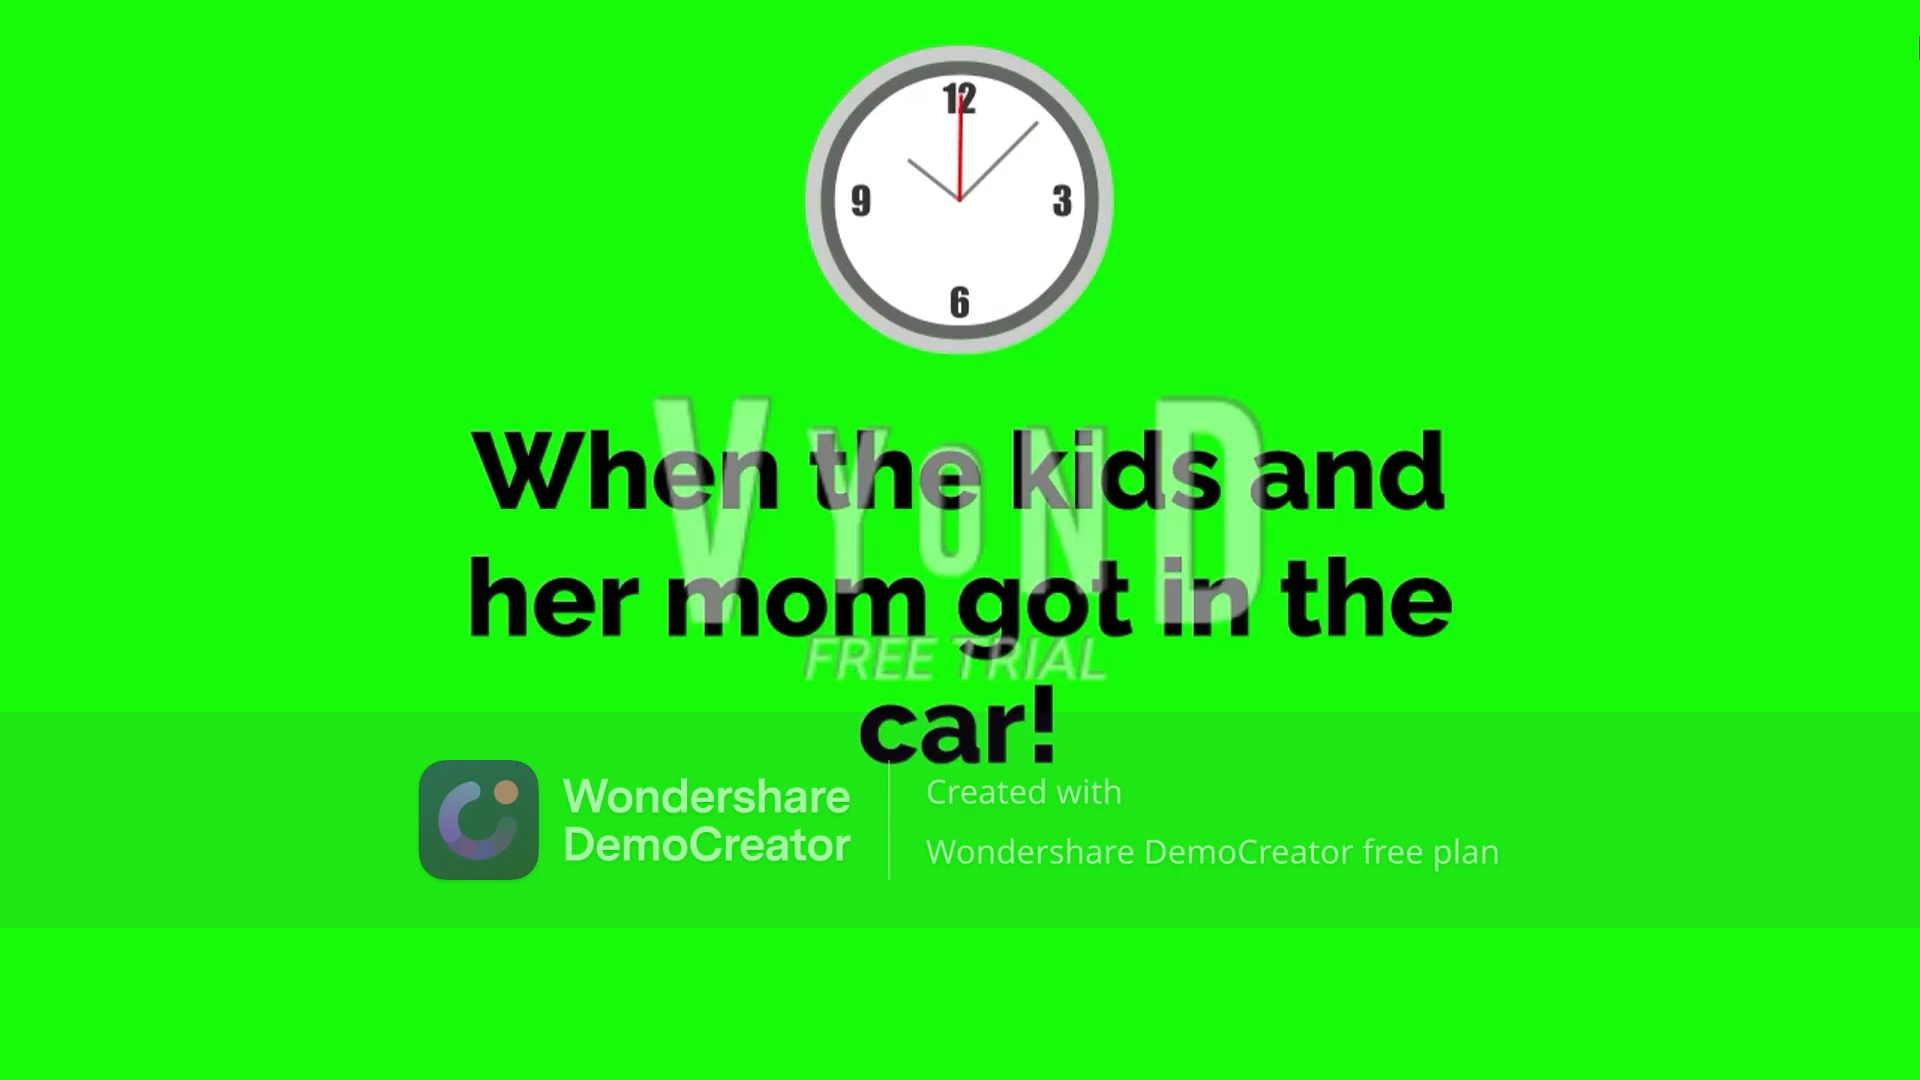 12
9
3
6
When the kids and
her mom got in the
car!
VYOND
FREE TRIAL
Wondershare
DemoCreator
Created with
Wondershare DemoCreator free plan